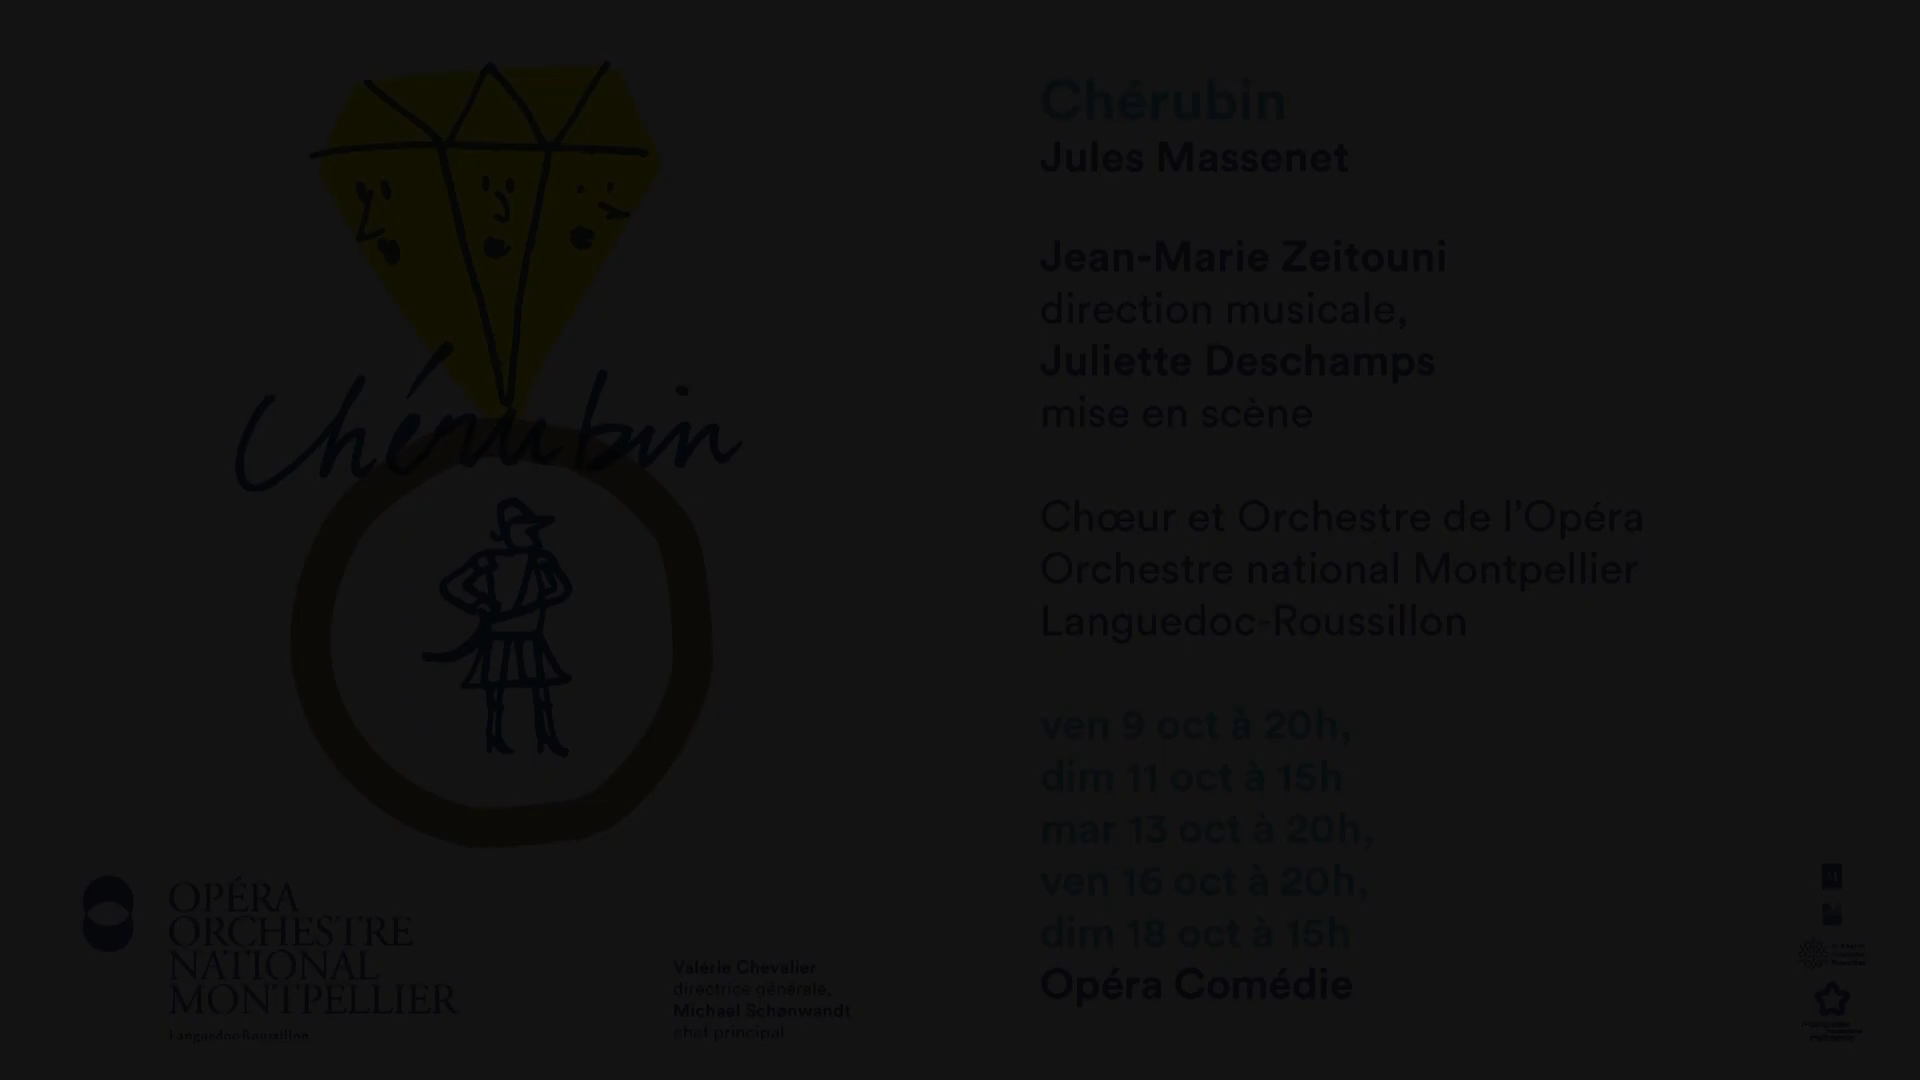 Chérubin
Chérubin
Jules Massenet
Jean-Marie Zeitouni
direction musicale,
Juliette Deschamps
mise en scène
Chœur et Orchestre de l'Opéra
Orchestre national Montpellier
Languedoc-Roussillon
ven 9 oct à 20h,
dim 11 oct à 15h
mar 13 oct à 20h,
ven 16 oct à 20h,
dim 18 oct à 15h
Opéra Comédie
OPÉRA
ORCHESTRE
NATIONAL
MONTPELLIER
Languedoc-Roussillon
Valérie Chevalier
directrice générale,
Michael Schønwandt
chef principal